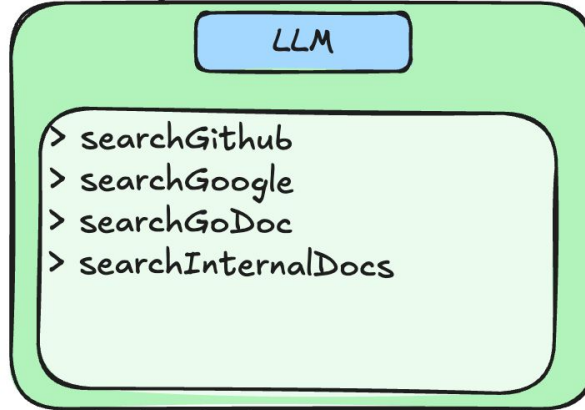 LLM
> searchGithub
> searchGoogle
> searchGoDoc
> searchInternalDocs